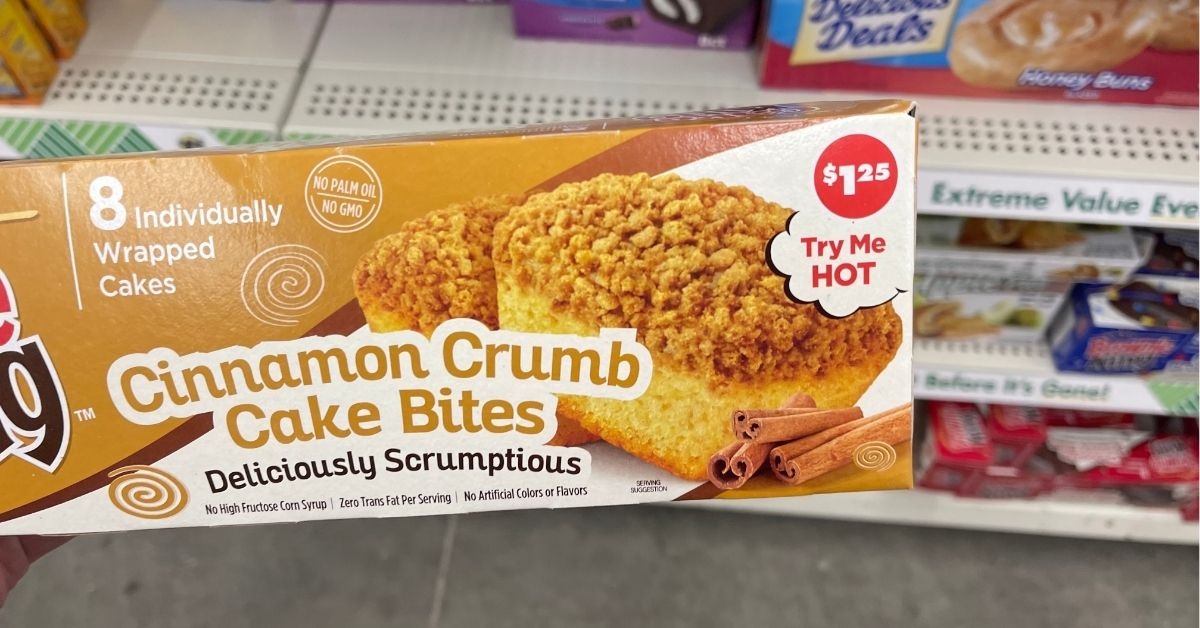 Delicious
Deals
Honey Buns
8 Individually
Wrapped
Cakes
NO PALM OIL
NO GMO
$1.25
Try Me
HOT
™
Cinnamon Crumb
Cake Bites
Deliciously Scrumptious
No High Fructose Corn Syrup | Zero Trans Fat Per Serving | No Artificial Colors or Flavors
SERVING
SUGGESTION
Extreme Value
Before It's Gone!